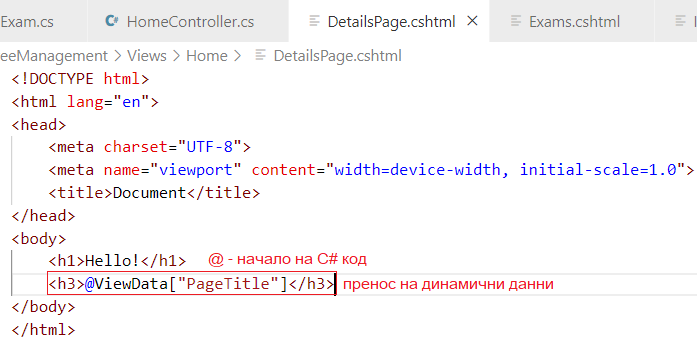 Exam.cs HomeController.cs DetailsPage.cshtml Exams.cshtml
eeManagement > Views > Home > DetailsPage.cshtml
<!DOCTYPE html>
<html lang="en">
<head>
<meta charset="UTF-8">
<meta name="viewport" content="width=device-width, initial-scale=1.0">
<title>Document</title>
</head>
<body>
<h1>Hello!</h1> @ - начало на C# код
<h3>@ViewData["PageTitle"]</h3> пренос на динамични данни
</body>
</html>